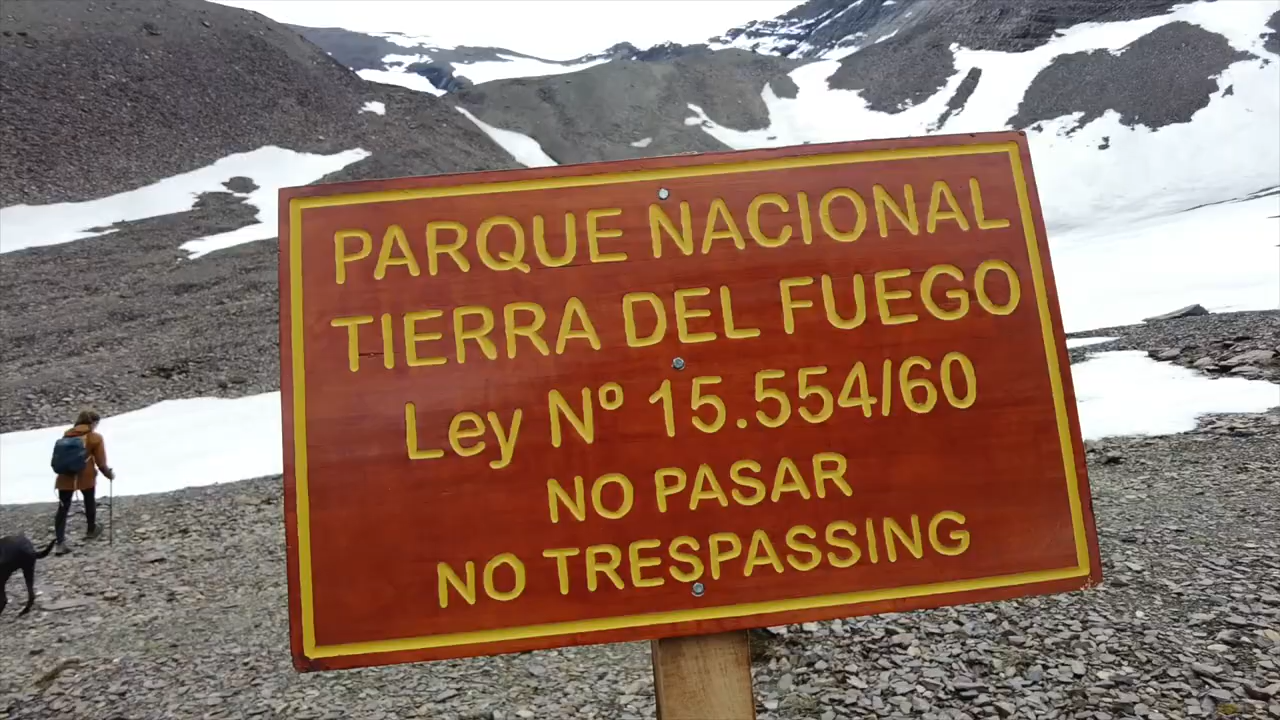 PARQUE NACIONAL
TIERRA DEL FUEGO
Ley Nº 15.554/60
NO PASAR
NO TRESPASSING